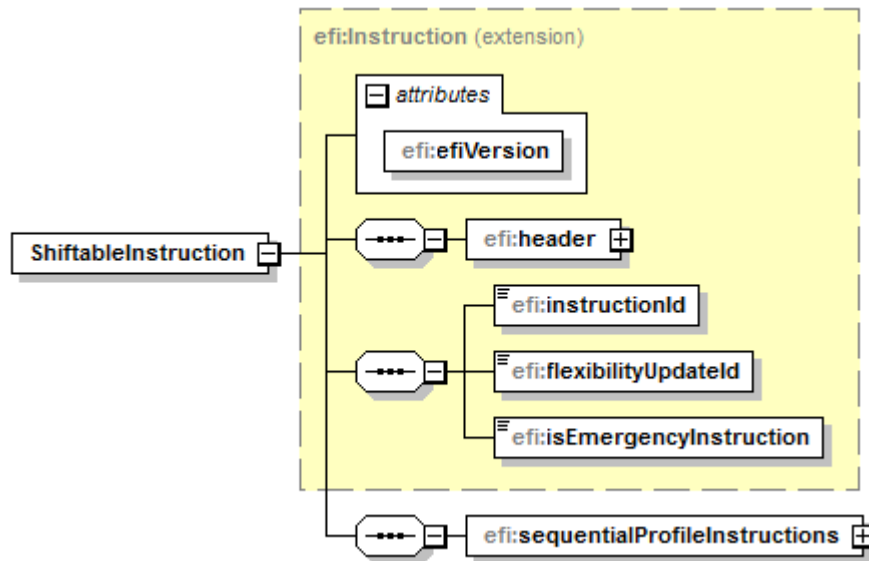 efi:Instruction (extension)
attributes
efi:efiVersion
ShiftableInstruction
efi:header
efi:instructionId
efi:flexibilityUpdateId
efi:isEmergencyInstruction
efi:sequentialProfileInstructions